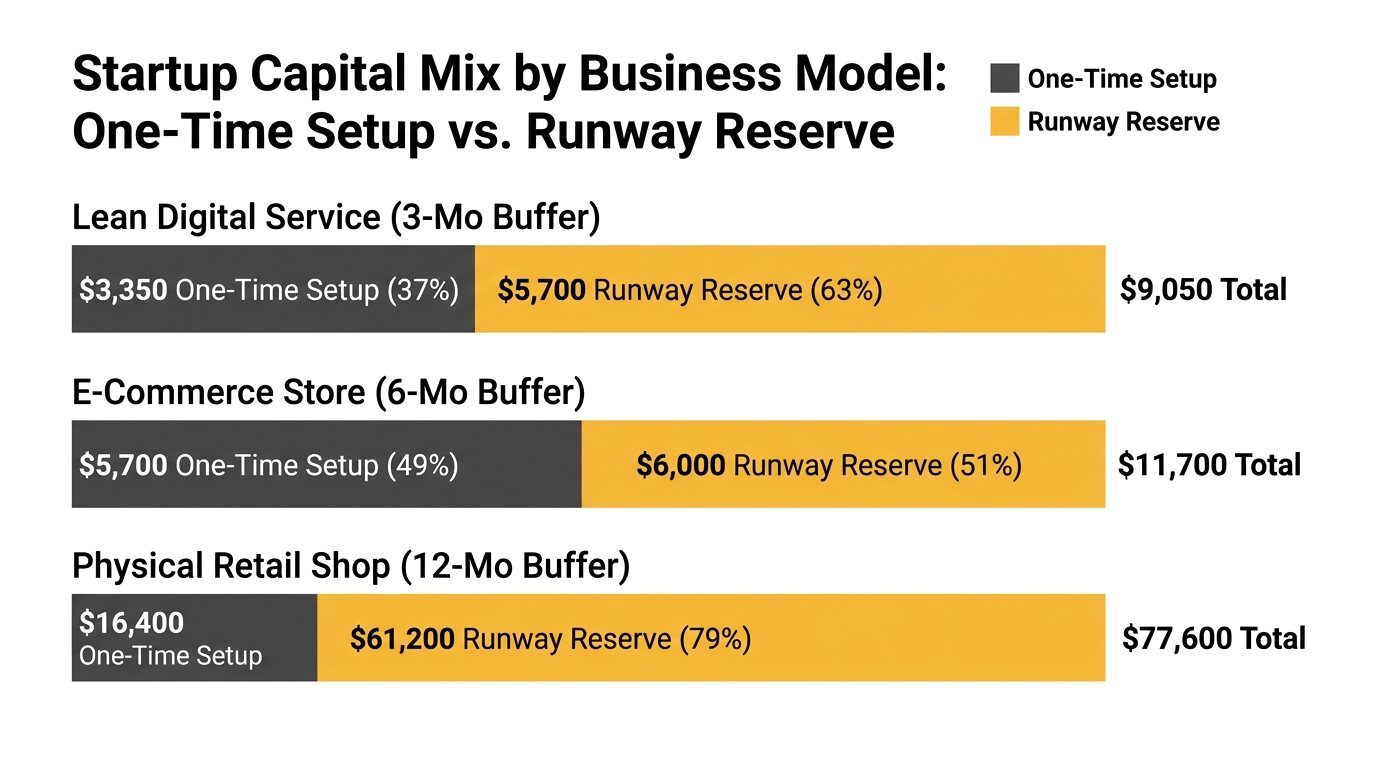 Startup Capital Mix by Business Model:
One-Time Setup vs. Runway Reserve
One-Time Setup
Runway Reserve
Lean Digital Service (3-Mo Buffer)
$3,350 One-Time Setup (37%)
$5,700 Runway Reserve (63%)
$9,050 Total
E-Commerce Store (6-Mo Buffer)
$5,700 One-Time Setup (49%)
$6,000 Runway Reserve (51%)
$11,700 Total
Physical Retail Shop (12-Mo Buffer)
$16,400
One-Time Setup
$61,200 Runway Reserve (79%)
$77,600 Total